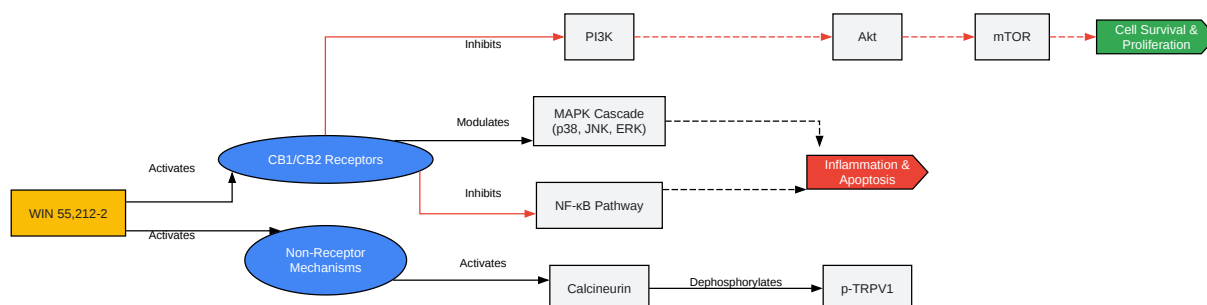 Inhibits
PI3K
Akt
mTOR
Cell Survival &
Proliferation
Modulates
MAPK Cascade
(p38, JNK, ERK)
Activates
CB1/CB2 Receptors
Inflammation &
Apoptosis
Inhibits
NF-κB Pathway
WIN 55,212-2
Activates
Non-Receptor
Mechanisms
Activates
Calcineurin
Dephosphorylates
p-TRPV1